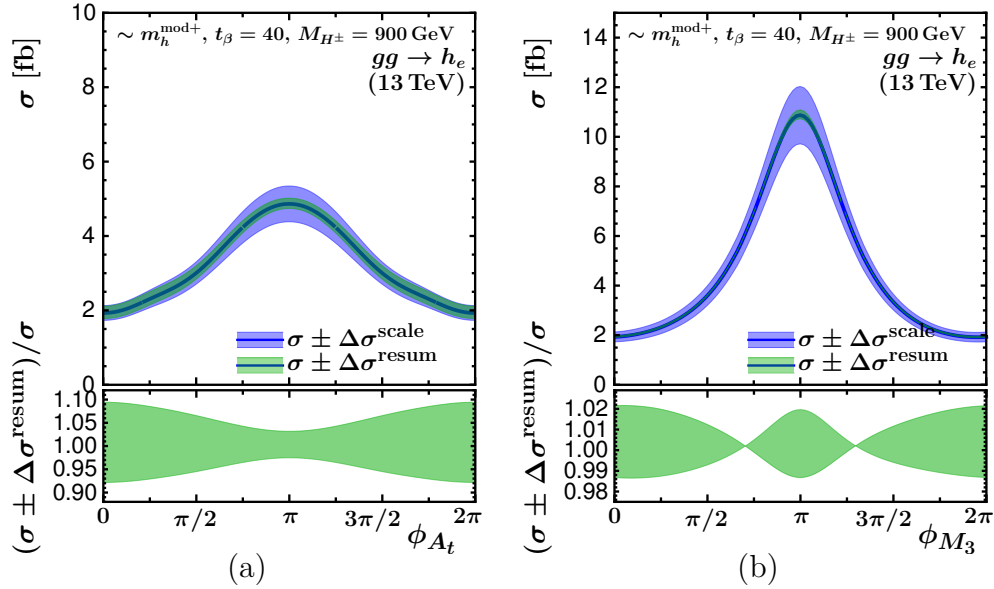 σ [fb]
10
8
6
4
2
0
∼ m_h^{mod+}, t_β = 40, M_{H^±} = 900 GeV
gg → h_e
(13 TeV)
σ ± Δσ^{scale}
σ ± Δσ^{resum}
(σ ± Δσ^{resum})/σ
1.10
1.05
1.00
0.95
0.90
0 π/2 π 3π/2 2π
ϕ_{A_t}
(a)
σ [fb]
14
12
10
8
6
4
2
0
∼ m_h^{mod+}, t_β = 40, M_{H^±} = 900 GeV
gg → h_e
(13 TeV)
σ ± Δσ^{scale}
σ ± Δσ^{resum}
(σ ± Δσ^{resum})/σ
1.02
1.01
1.00
0.99
0.98
0 π/2 π 3π/2 2π
ϕ_{M_3}
(b)